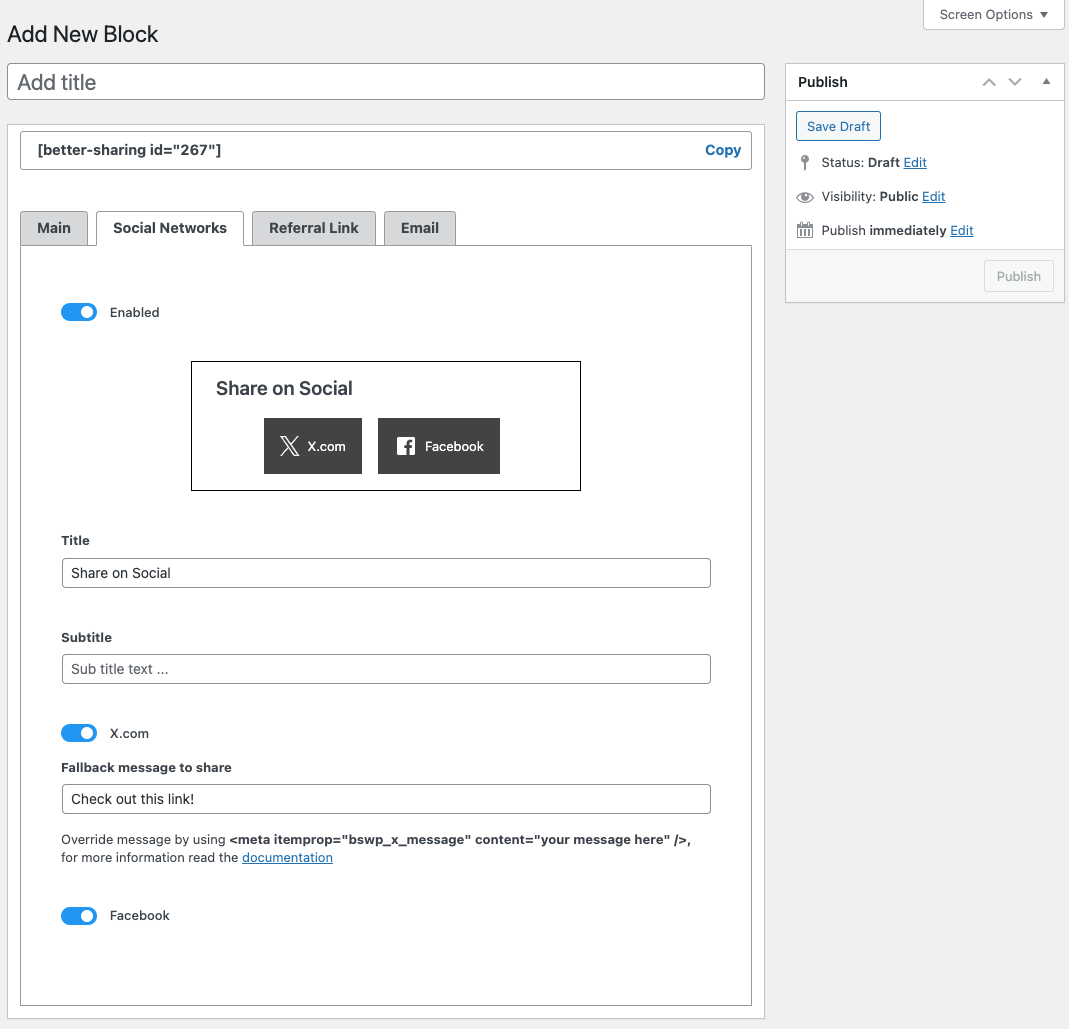 Screen Options
Add New Block
Add title
[better-sharing id="267"]
Copy
Main
Social Networks
Referral Link
Email
Enabled
Share on Social
X.com
Facebook
Title
Share on Social
Subtitle
Sub title text ...
X.com
Fallback message to share
Check out this link!
Override message by using <meta itemprop="bswp_x_message" content="your message here" />,
for more information read the documentation
Facebook
Publish
Save Draft
Status: Draft Edit
Visibility: Public Edit
Publish immediately Edit
Publish